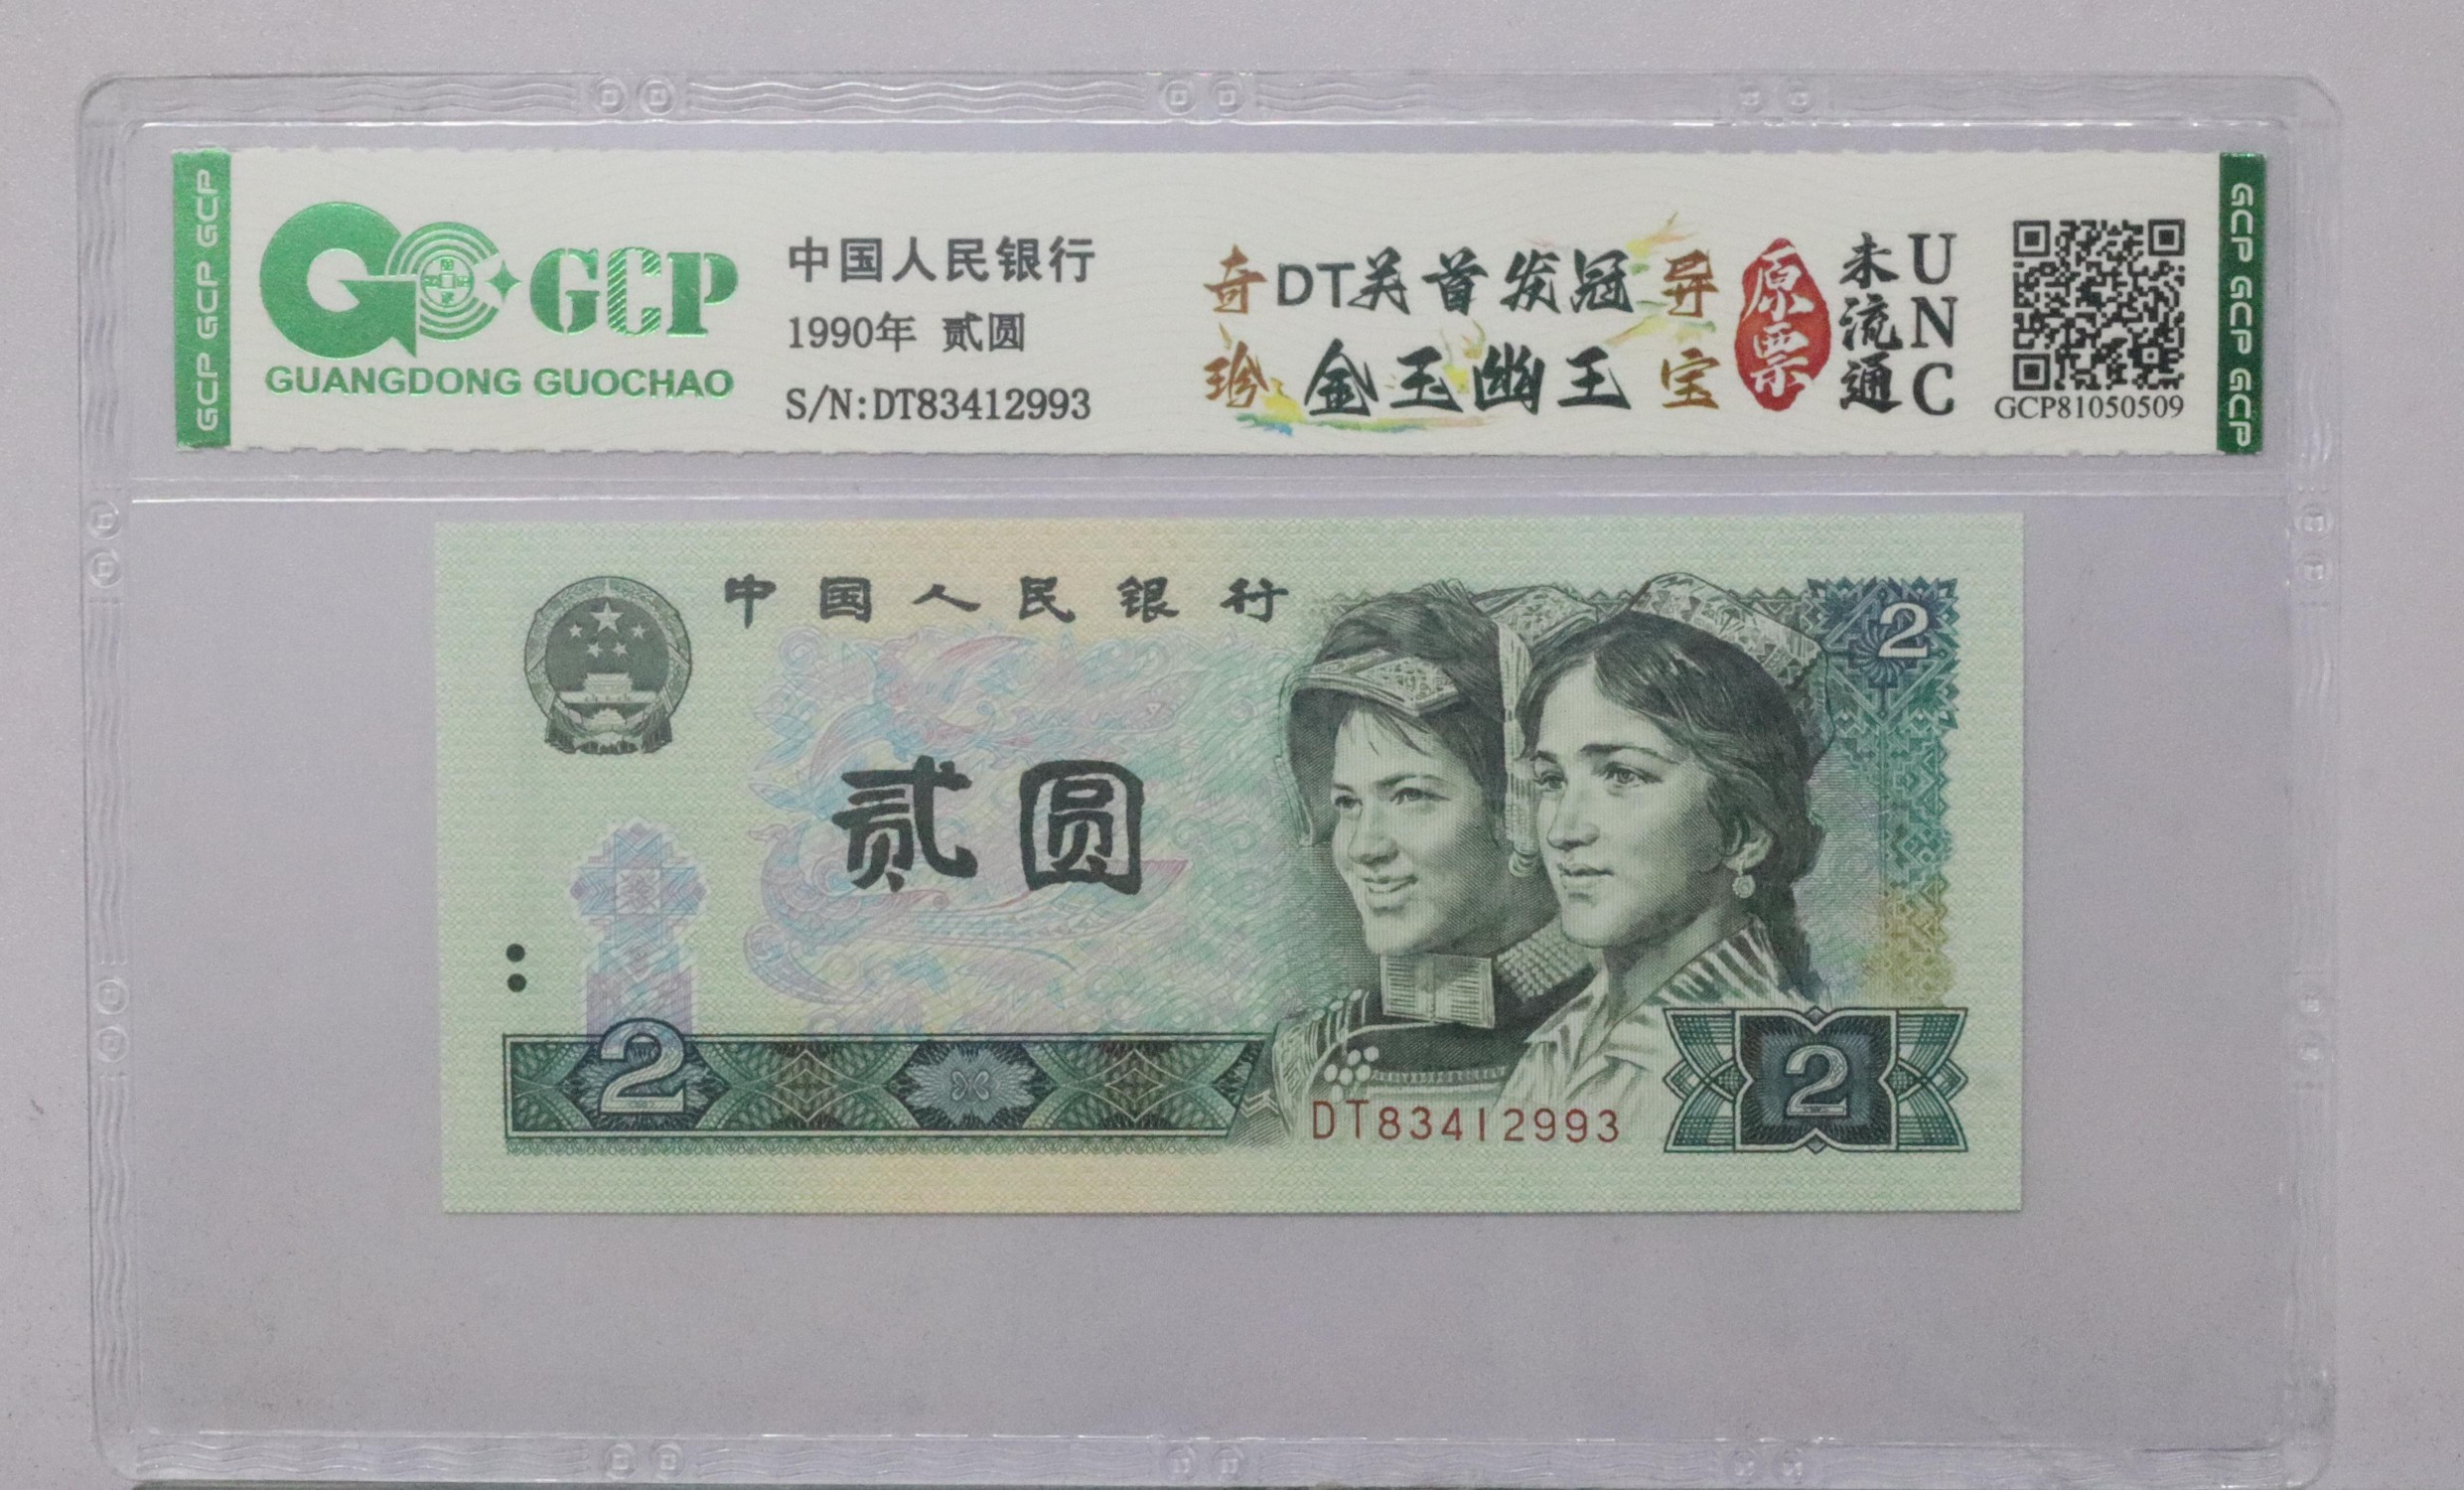 GCP GCP GCP
GCP
GUANGDONG GUOCHAO
中国人民银行
1990年 贰圆
S/N:DT83412993
奇珍异宝
DT关首发冠
金玉幽王
原票
未流通
UNC
GCP81050509
GCP GCP GCP
中国人民银行
2
贰圆
2
2
DT83412993